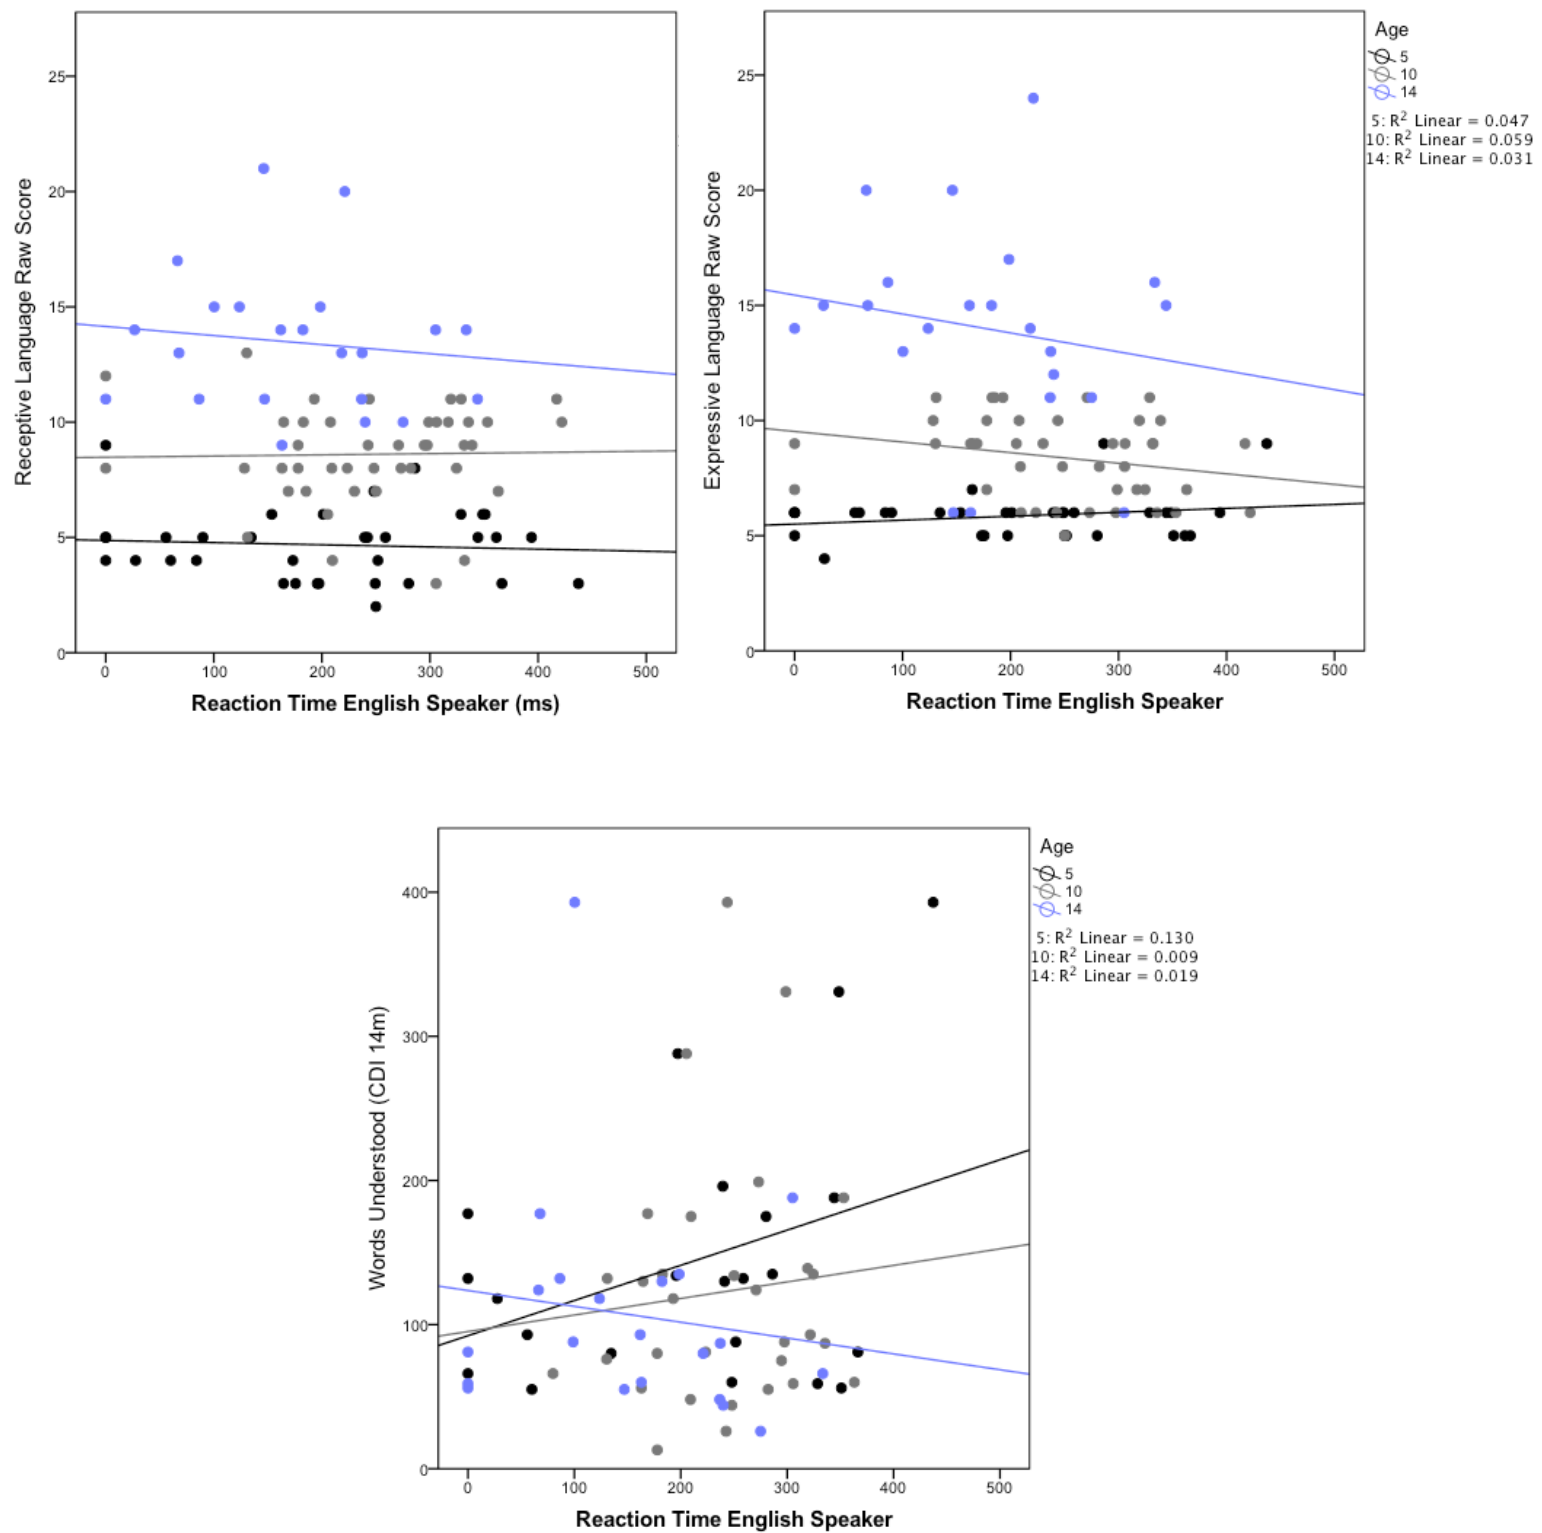 Receptive Language Raw Score
25
20
15
10
5
0
0 100 200 300 400 500
Reaction Time English Speaker (ms)
Expressive Language Raw Score
25
20
15
10
5
0
0 100 200 300 400 500
Reaction Time English Speaker
Age
5
10
14
5: R² Linear = 0.047
10: R² Linear = 0.059
14: R² Linear = 0.031
Words Understood (CDI 14m)
400
300
200
100
0
0 100 200 300 400 500
Reaction Time English Speaker
Age
5
10
14
5: R² Linear = 0.130
10: R² Linear = 0.009
14: R² Linear = 0.019